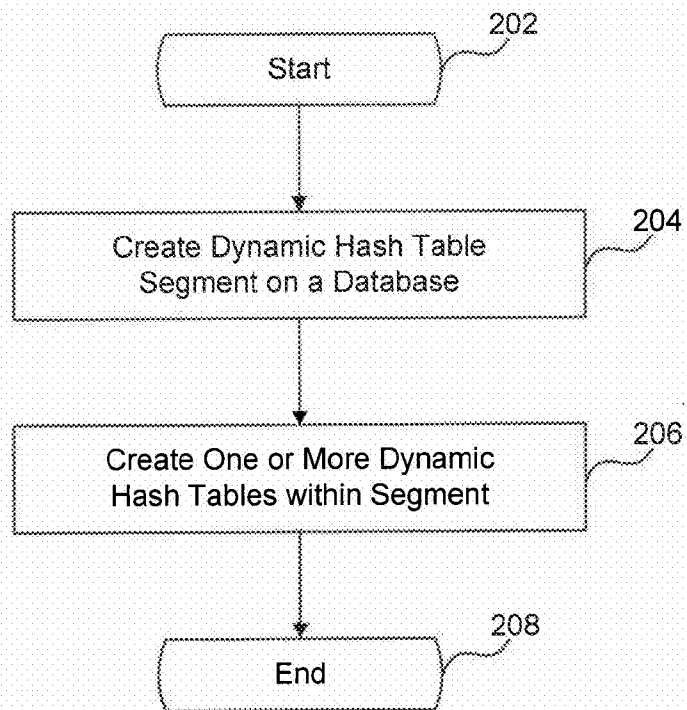 202
Start
204
Create Dynamic Hash Table
Segment on a Database
206
Create One or More Dynamic
Hash Tables within Segment
208
End